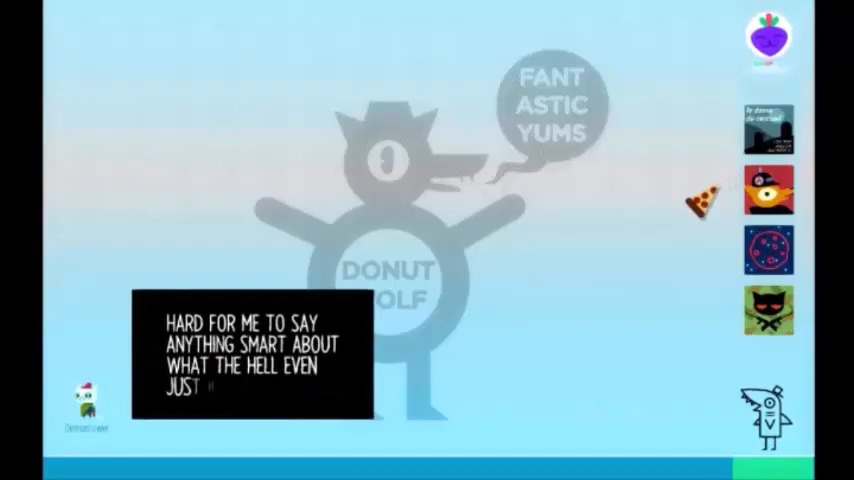 FANT
ASTIC
YUMS
DONUT
OLF
HARD FOR ME TO SAY
ANYTHING SMART ABOUT
WHAT THE HELL EVEN
JUST H